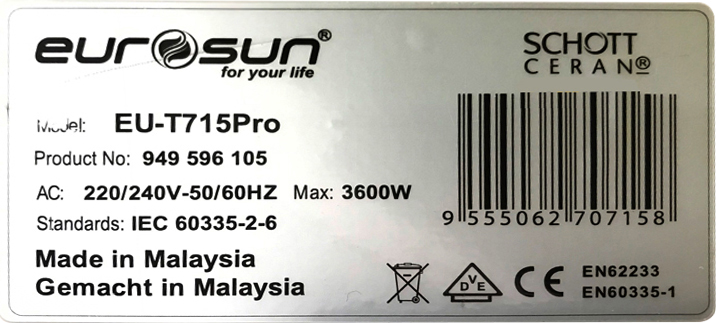 eurosun®
for your life
SCHOTT
CERAN®
Model: EU-T715Pro
Product No: 949 596 105
AC: 220/240V-50/60HZ Max: 3600W
Standards: IEC 60335-2-6
9 555062 707158
Made in Malaysia
Gemacht in Malaysia
DVE
CE
EN62233
EN60335-1